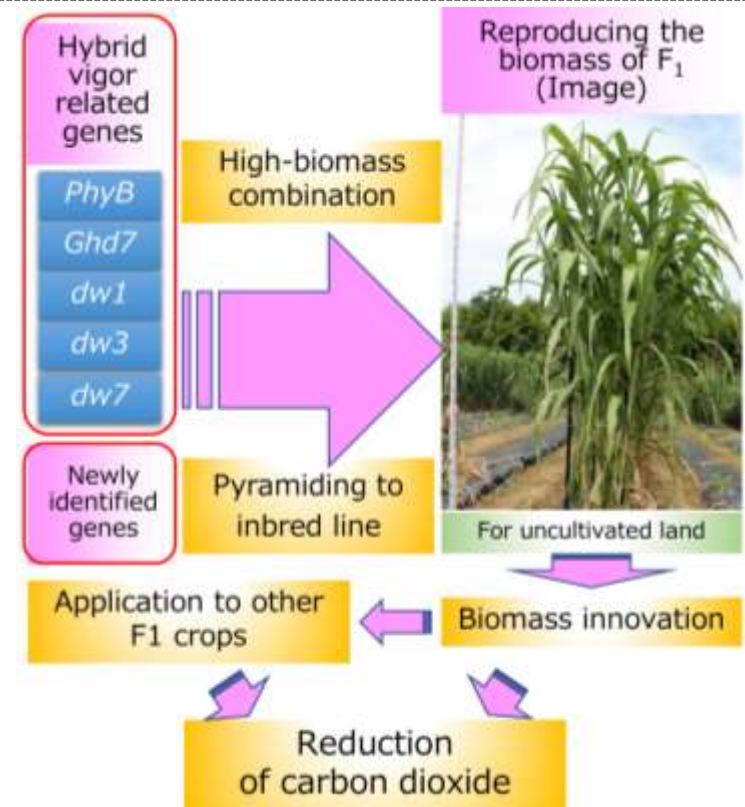 Hybrid
vigor
related
genes
PhyB
Ghd7
dw1
dw3
dw7
Newly
identified
genes
High-biomass
combination
Pyramiding to
inbred line
Reproducing the
biomass of F1
(Image)
For uncultivated land
Biomass innovation
Application to other
F1 crops
Reduction
of carbon dioxide